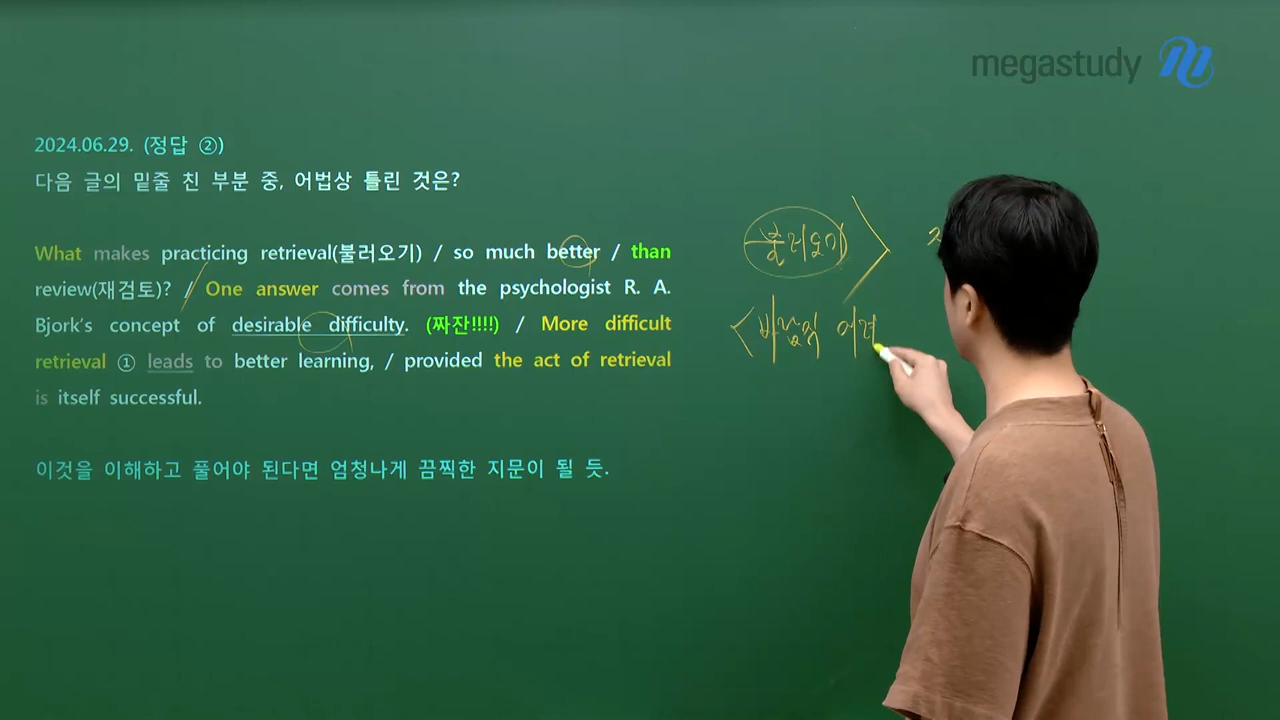 megastudy
2024.06.29. (정답 ②)
다음 글의 밑줄 친 부분 중, 어법상 틀린 것은?
What makes practicing retrieval(불러오기) / so much better / than
review(재검토)? / One answer comes from the psychologist R. A.
Bjork's concept of desirable difficulty. (짜잔!!!!) / More difficult
retrieval ① leads to better learning, / provided the act of retrieval
is itself successful.
이것을 이해하고 풀어야 된다면 엄청나게 끔찍한 지문이 될 듯.
불러오기 >